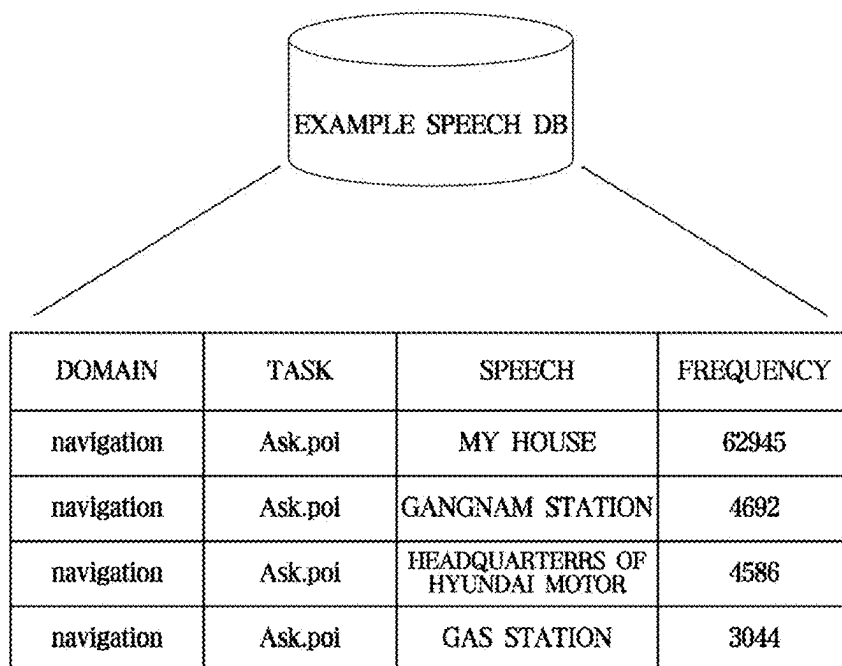 EXAMPLE SPEECH DB
DOMAIN TASK SPEECH FREQUENCY
navigation Ask.poi MY HOUSE 62945
navigation Ask.poi GANGNAM STATION 4692
navigation Ask.poi HEADQUARTERRS OF
HYUNDAI MOTOR 4586
navigation Ask.poi GAS STATION 3044